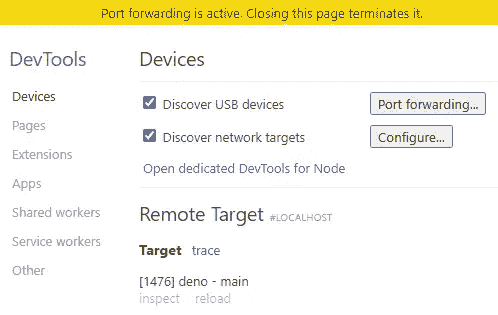 Port forwarding is active. Closing this page terminates it.
DevTools
Devices
Pages
Extensions
Apps
Shared workers
Service workers
Other
Devices
Discover USB devices
Port forwarding...
Discover network targets
Configure...
Open dedicated DevTools for Node
Remote Target #LOCALHOST
Target trace
[1476] deno - main
inspect reload